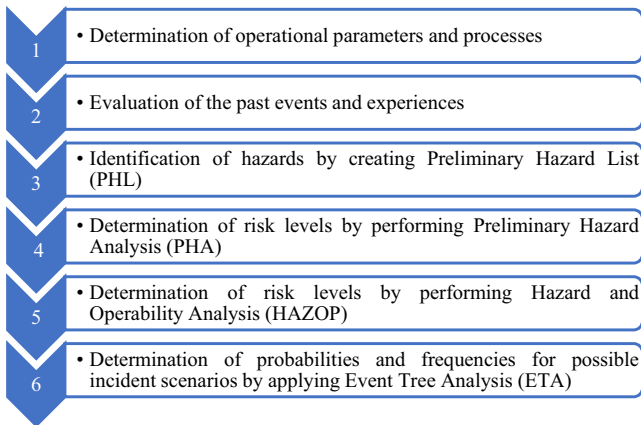 1
• Determination of operational parameters and processes
2
• Evaluation of the past events and experiences
3
• Identification of hazards by creating Preliminary Hazard List
(PHL)
4
• Determination of risk levels by performing Preliminary Hazard
Analysis (PHA)
5
• Determination of risk levels by performing Hazard and
Operability Analysis (HAZOP)
6
• Determination of probabilities and frequencies for possible
incident scenarios by applying Event Tree Analysis (ETA)